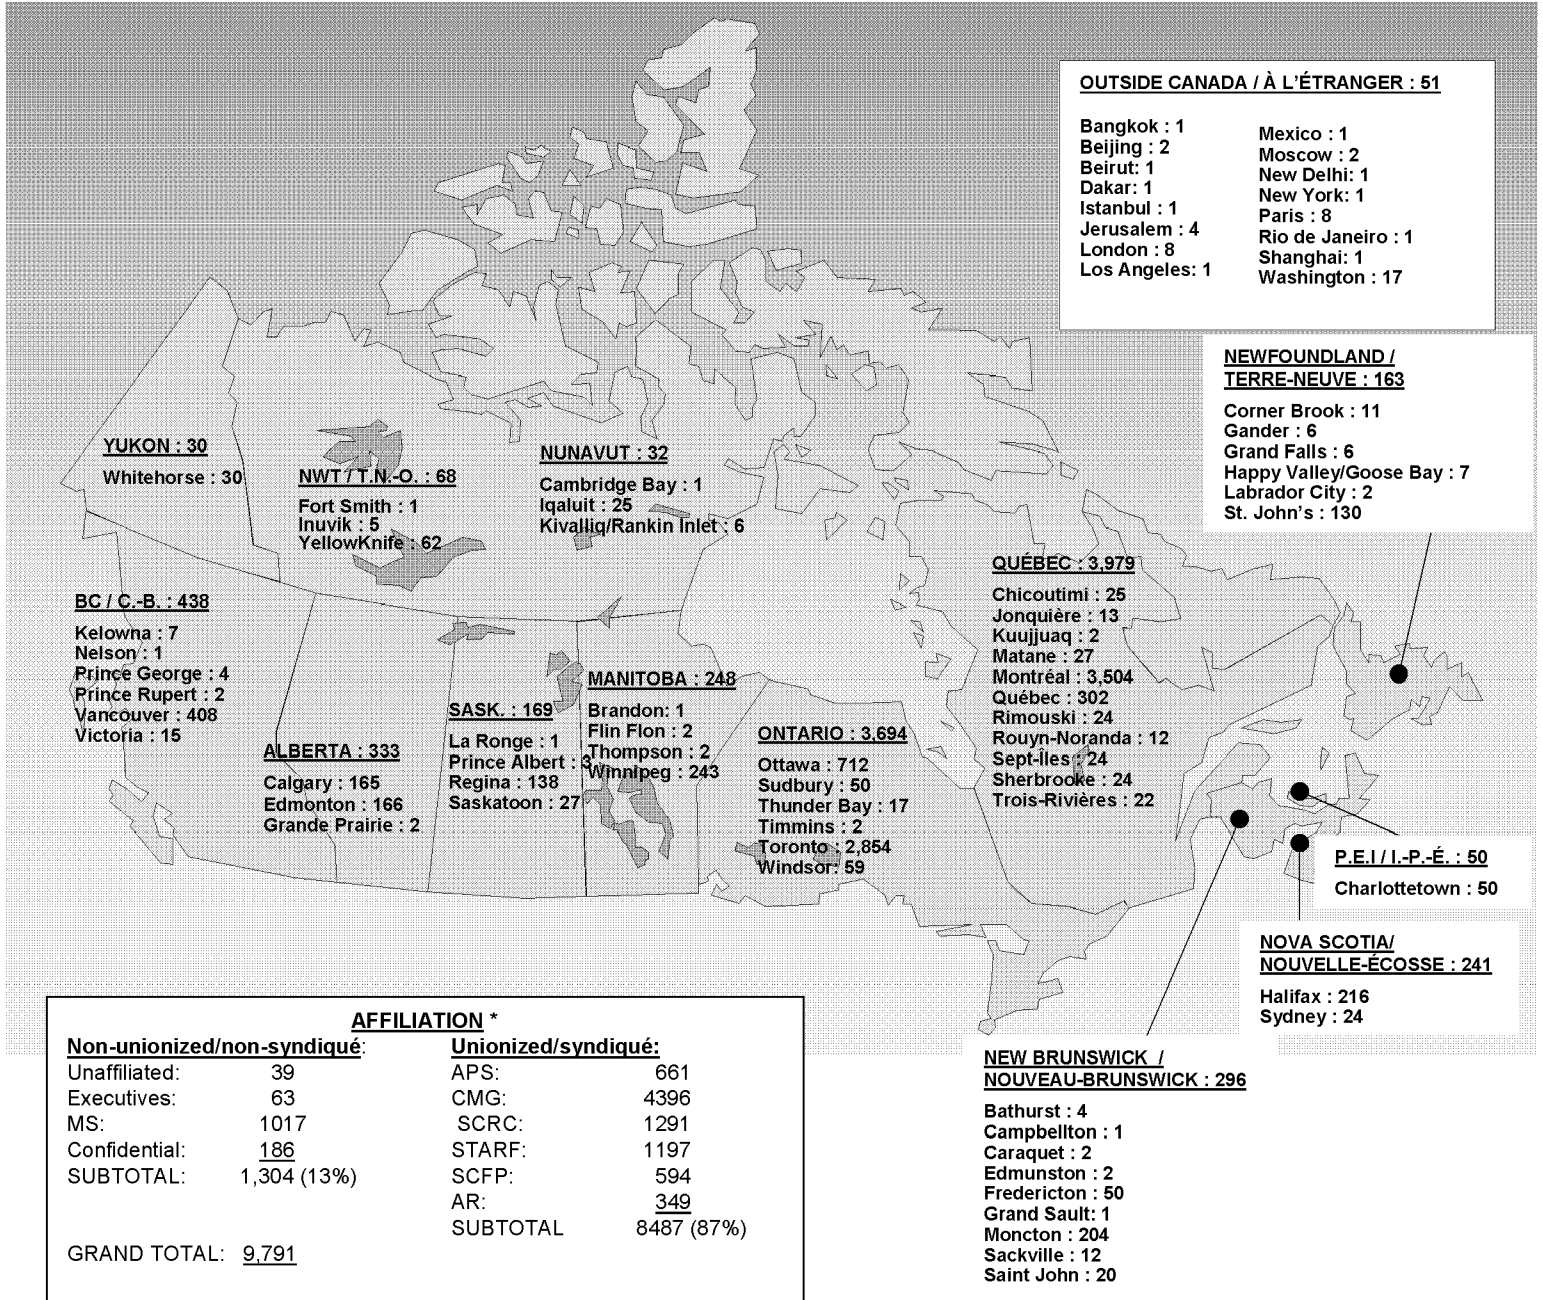 OUTSIDE CANADA / À L'ÉTRANGER : 51
Bangkok : 1
Beijing : 2
Beirut: 1
Dakar: 1
Istanbul : 1
Jerusalem : 4
London : 8
Los Angeles: 1
Mexico : 1
Moscow : 2
New Delhi: 1
New York: 1
Paris : 8
Rio de Janeiro : 1
Shanghai: 1
Washington : 17
NEWFOUNDLAND /
TERRE-NEUVE : 163
Corner Brook : 11
Gander : 6
Grand Falls : 6
Happy Valley/Goose Bay : 7
Labrador City : 2
St. John's : 130
YUKON : 30
Whitehorse : 30
NWT / T.N.-O. : 68
Fort Smith : 1
Inuvik : 5
YellowKnife : 62
NUNAVUT : 32
Cambridge Bay : 1
Iqaluit : 25
Kivalliq/Rankin Inlet : 6
BC / C.-B. : 438
Kelowna : 7
Nelson : 1
Prince George : 4
Prince Rupert : 2
Vancouver : 408
Victoria : 15
ALBERTA : 333
Calgary : 165
Edmonton : 166
Grande Prairie : 2
SASK. : 169
La Ronge : 1
Prince Albert : 3
Regina : 138
Saskatoon : 27
MANITOBA : 248
Brandon: 1
Flin Flon : 2
Thompson : 2
Winnipeg : 243
ONTARIO : 3,694
Ottawa : 712
Sudbury : 50
Thunder Bay : 17
Timmins : 2
Toronto : 2,854
Windsor: 59
QUÉBEC : 3,979
Chicoutimi : 25
Jonquière : 13
Kuujjuaq : 2
Matane : 27
Montréal : 3,504
Québec : 302
Rimouski : 24
Rouyn-Noranda : 12
Sept-Îles : 24
Sherbrooke : 24
Trois-Rivières : 22
P.E.I / I.-P.-É. : 50
Charlottetown : 50
NOVA SCOTIA/
NOUVELLE-ÉCOSSE : 241
Halifax : 216
Sydney : 24
NEW BRUNSWICK /
NOUVEAU-BRUNSWICK : 296
Bathurst : 4
Campbellton : 1
Caraquet : 2
Edmunston : 2
Fredericton : 50
Grand Sault: 1
Moncton : 204
Sackville : 12
Saint John : 20
AFFILIATION *
Non-unionized/non-syndiqué:
Unaffiliated: 39
Executives: 63
MS: 1017
Confidential: 186
SUBTOTAL: 1,304 (13%)
GRAND TOTAL: 9,791
Unionized/syndiqué:
APS: 661
CMG: 4396
SCRC: 1291
STARF: 1197
SCFP: 594
AR: 349
SUBTOTAL 8487 (87%)